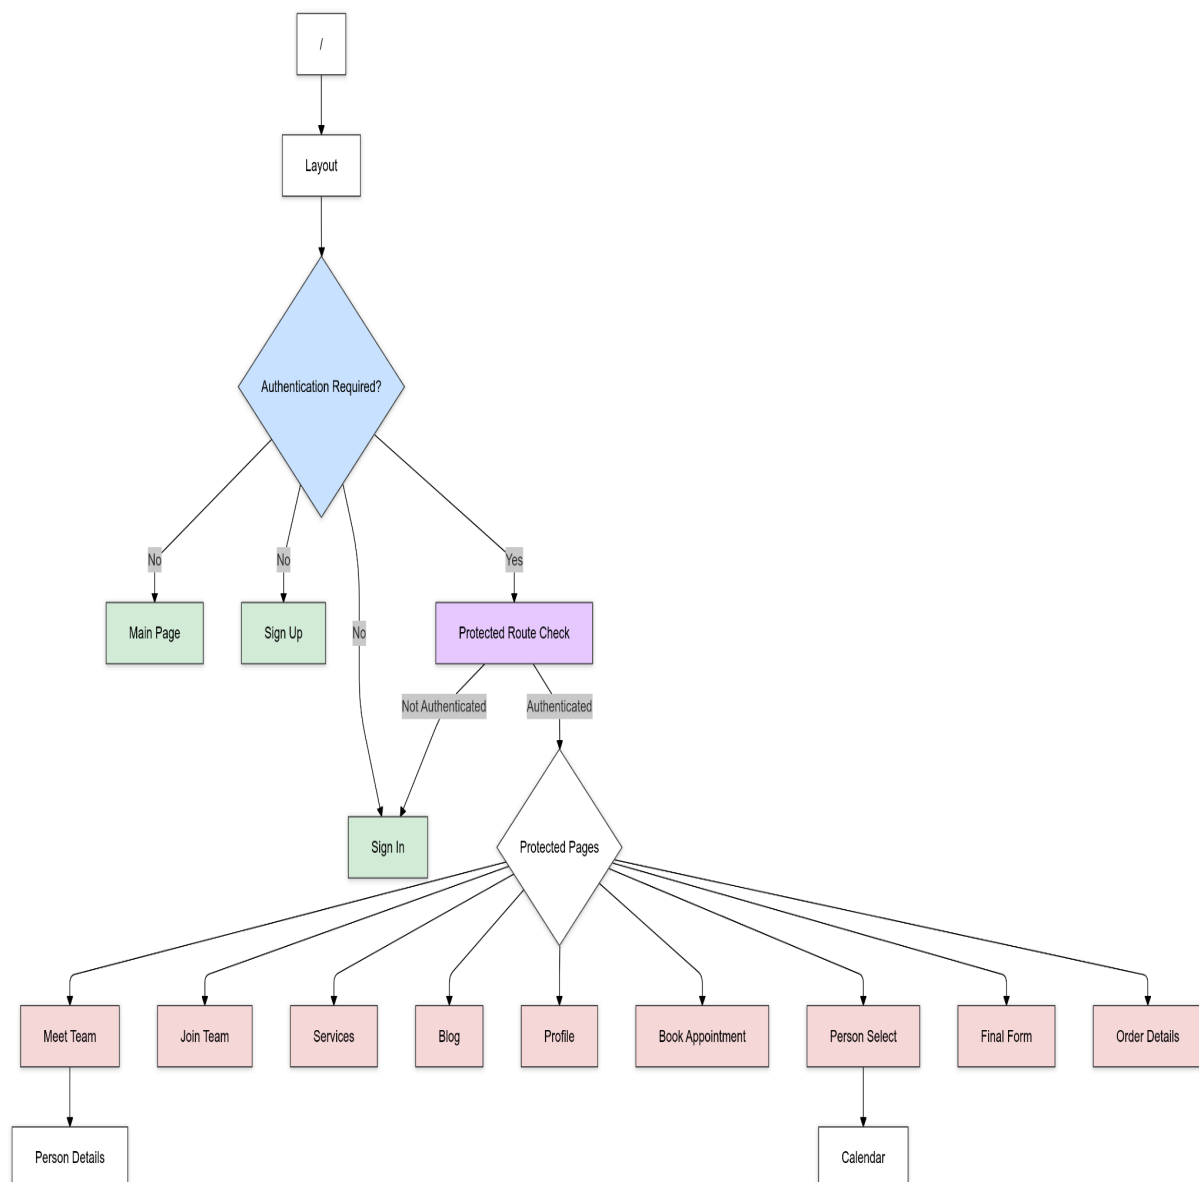 /
Layout
Authentication Required?
No
No
Yes
Main Page
Sign Up
No
Protected Route Check
Not Authenticated
Authenticated
Sign In
Protected Pages
Meet Team
Join Team
Services
Blog
Profile
Book Appointment
Person Select
Final Form
Order Details
Person Details
Calendar